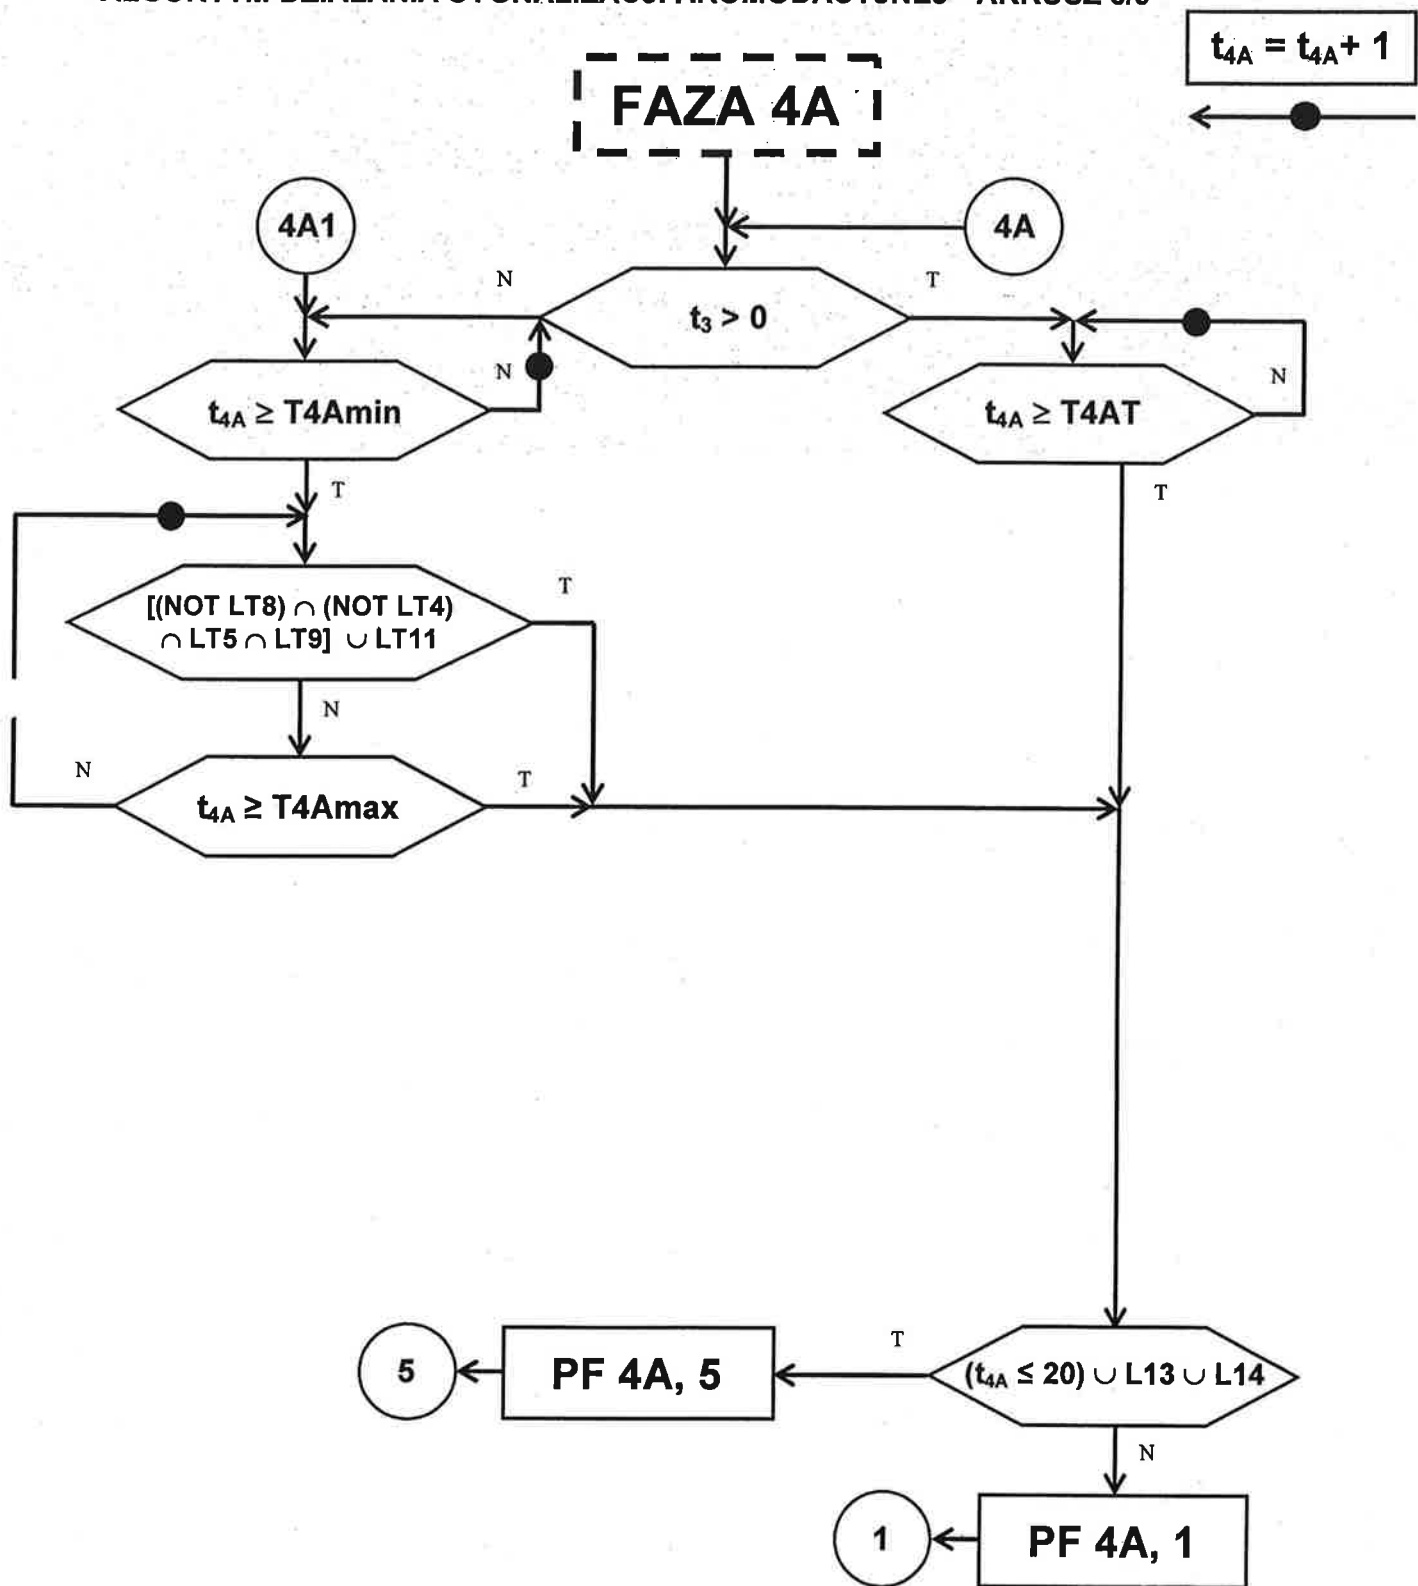 t4A = t4A+ 1
FAZA 4A
4A1
4A
N
T
t3 > 0
N
N
t4A ≥ T4Amin
t4A ≥ T4AT
T
T
[(NOT LT8) ∩ (NOT LT4)
∩ LT5 ∩ LT9] ∪ LT11
T
N
N
T
t4A ≥ T4Amax
T
5
PF 4A, 5
(t4A ≤ 20) ∪ L13 ∪ L14
N
1
PF 4A, 1